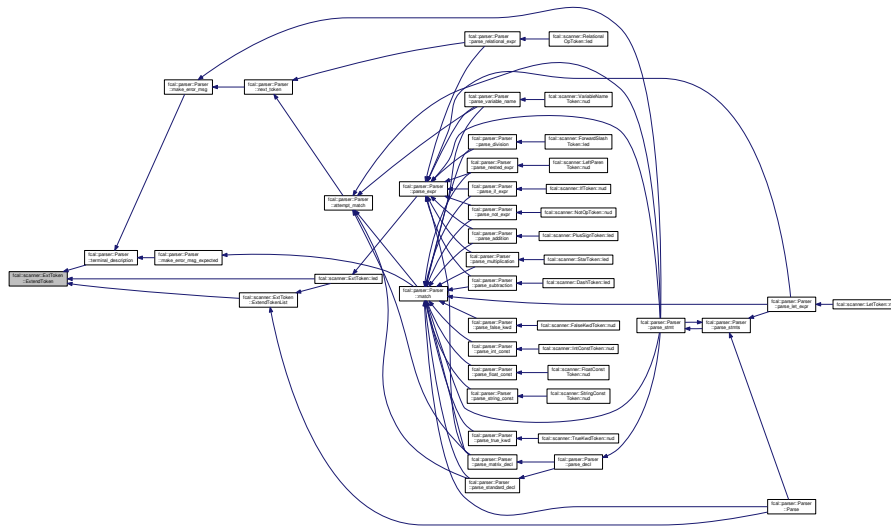 fcal::scanner::ExtToken
::ExtendToken
fcal::parser::Parser
::make_error_msg
fcal::parser::Parser
::terminal_description
fcal::parser::Parser
::next_token
fcal::parser::Parser
::make_error_msg_expected
fcal::scanner::ExtToken
::ExtendTokenList
fcal::parser::Parser
::attempt_match
fcal::scanner::ExtToken::led
fcal::parser::Parser
::parse_expr
fcal::parser::Parser
::match
fcal::parser::Parser
::parse_relational_expr
fcal::scanner::Relational
OpToken::led
fcal::parser::Parser
::parse_variable_name
fcal::scanner::VariableName
Token::nud
fcal::parser::Parser
::parse_division
fcal::scanner::ForwardSlash
Token::led
fcal::parser::Parser
::parse_nested_expr
fcal::scanner::LeftParen
Token::nud
fcal::parser::Parser
::parse_if_expr
fcal::scanner::IfToken::nud
fcal::parser::Parser
::parse_not_expr
fcal::scanner::NotOpToken::nud
fcal::parser::Parser
::parse_addition
fcal::scanner::PlusSignToken::led
fcal::parser::Parser
::parse_multiplication
fcal::scanner::StarToken::led
fcal::parser::Parser
::parse_subtraction
fcal::scanner::DashToken::led
fcal::parser::Parser
::parse_false_kwd
fcal::scanner::FalseKwdToken::nud
fcal::parser::Parser
::parse_int_const
fcal::scanner::IntConstToken::nud
fcal::parser::Parser
::parse_float_const
fcal::scanner::FloatConst
Token::nud
fcal::parser::Parser
::parse_string_const
fcal::scanner::StringConst
Token::nud
fcal::parser::Parser
::parse_true_kwd
fcal::scanner::TrueKwdToken::nud
fcal::parser::Parser
::parse_matrix_decl
fcal::parser::Parser
::parse_decl
fcal::parser::Parser
::parse_standard_decl
fcal::parser::Parser
::parse_stmt
fcal::parser::Parser
::parse_stmts
fcal::parser::Parser
::parse_let_expr
fcal::scanner::LetToken::n
fcal::parser::Parser
::Parse